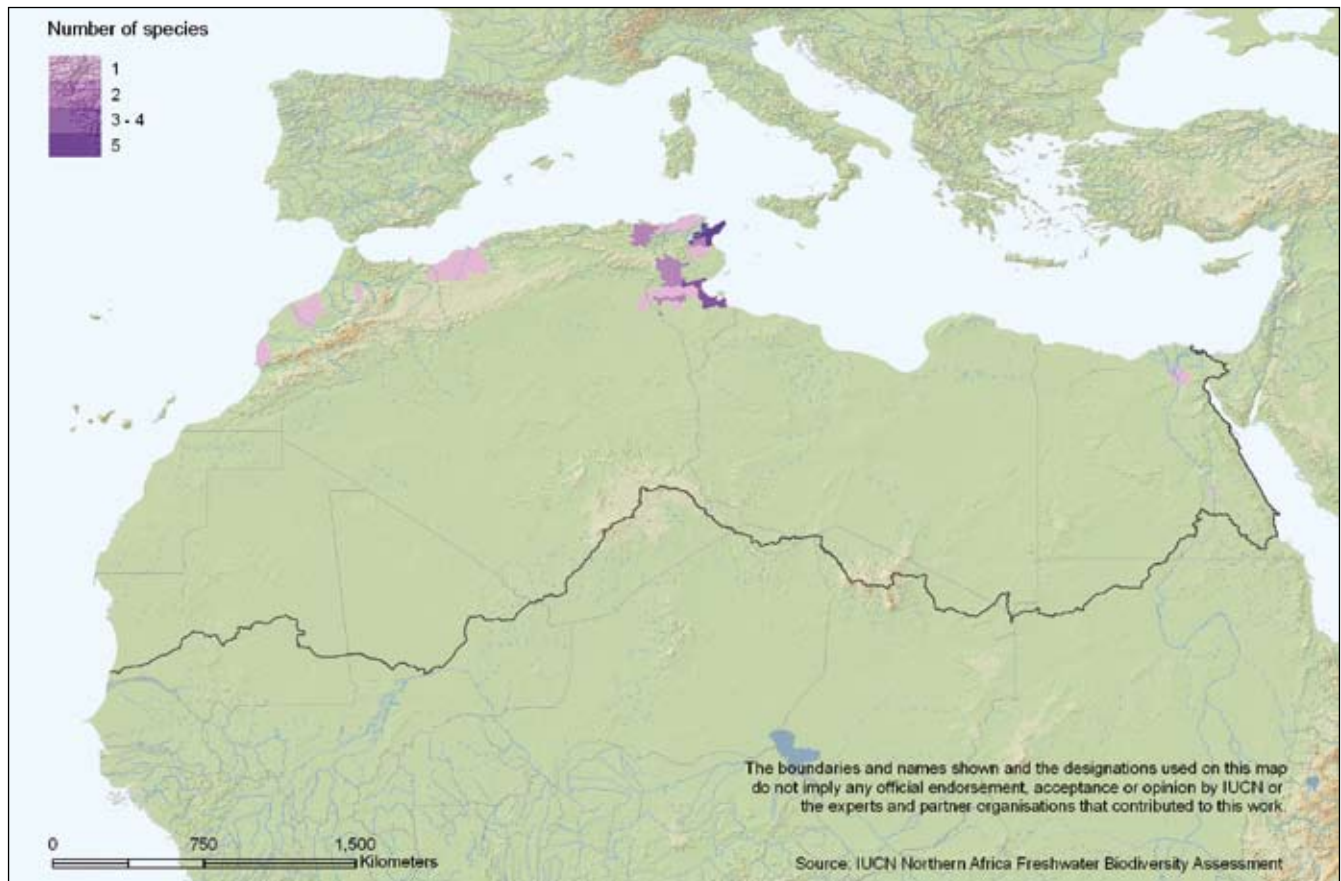 Number of species
1
2
3 - 4
5
The boundaries and names shown and the designations used on this map
do not imply any official endorsement, acceptance or opinion by IUCN or
the experts and partner organisations that contributed to this work.
0 750 1,500
Kilometers
Source: IUCN Northern Africa Freshwater Biodiversity Assessment